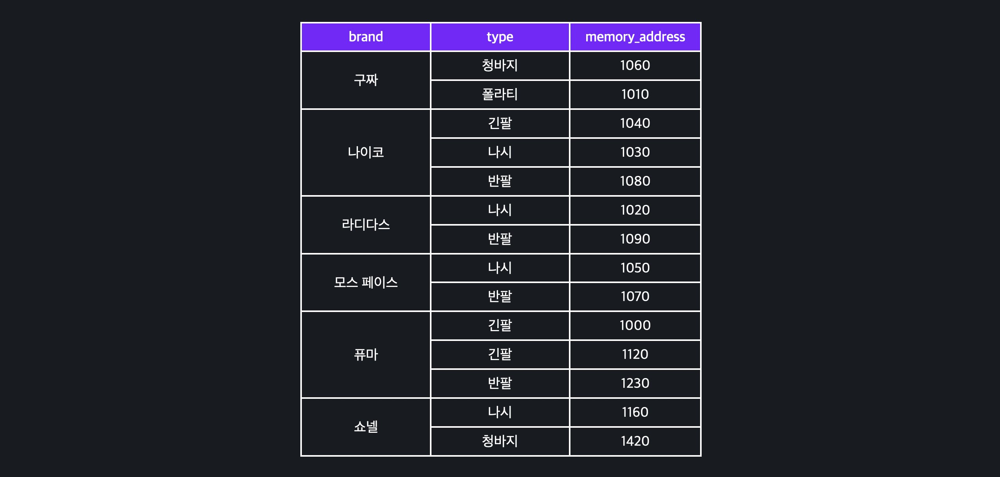 brand type memory_address
구짜 청바지 1060
폴라티 1010
나이코 긴팔 1040
나시 1030
반팔 1080
라디다스 나시 1020
반팔 1090
모스 페이스 나시 1050
반팔 1070
퓨마 긴팔 1000
긴팔 1120
반팔 1230
쇼넬 나시 1160
청바지 1420